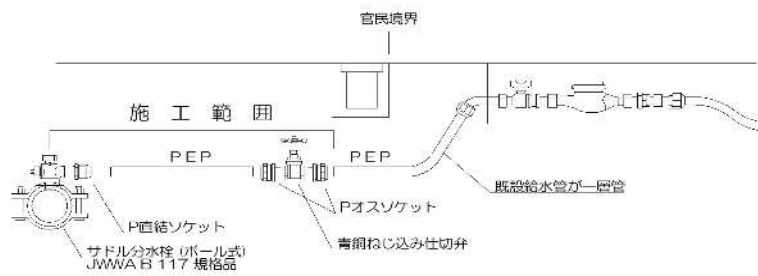 官民境界
施工範囲
PEP
PEP
既設給水管が一層管
Pオスソケット
P直結ソケット
青銅ねじ込み仕切弁
サドル分水栓 (ボール式)
JWWA B 117 規格品